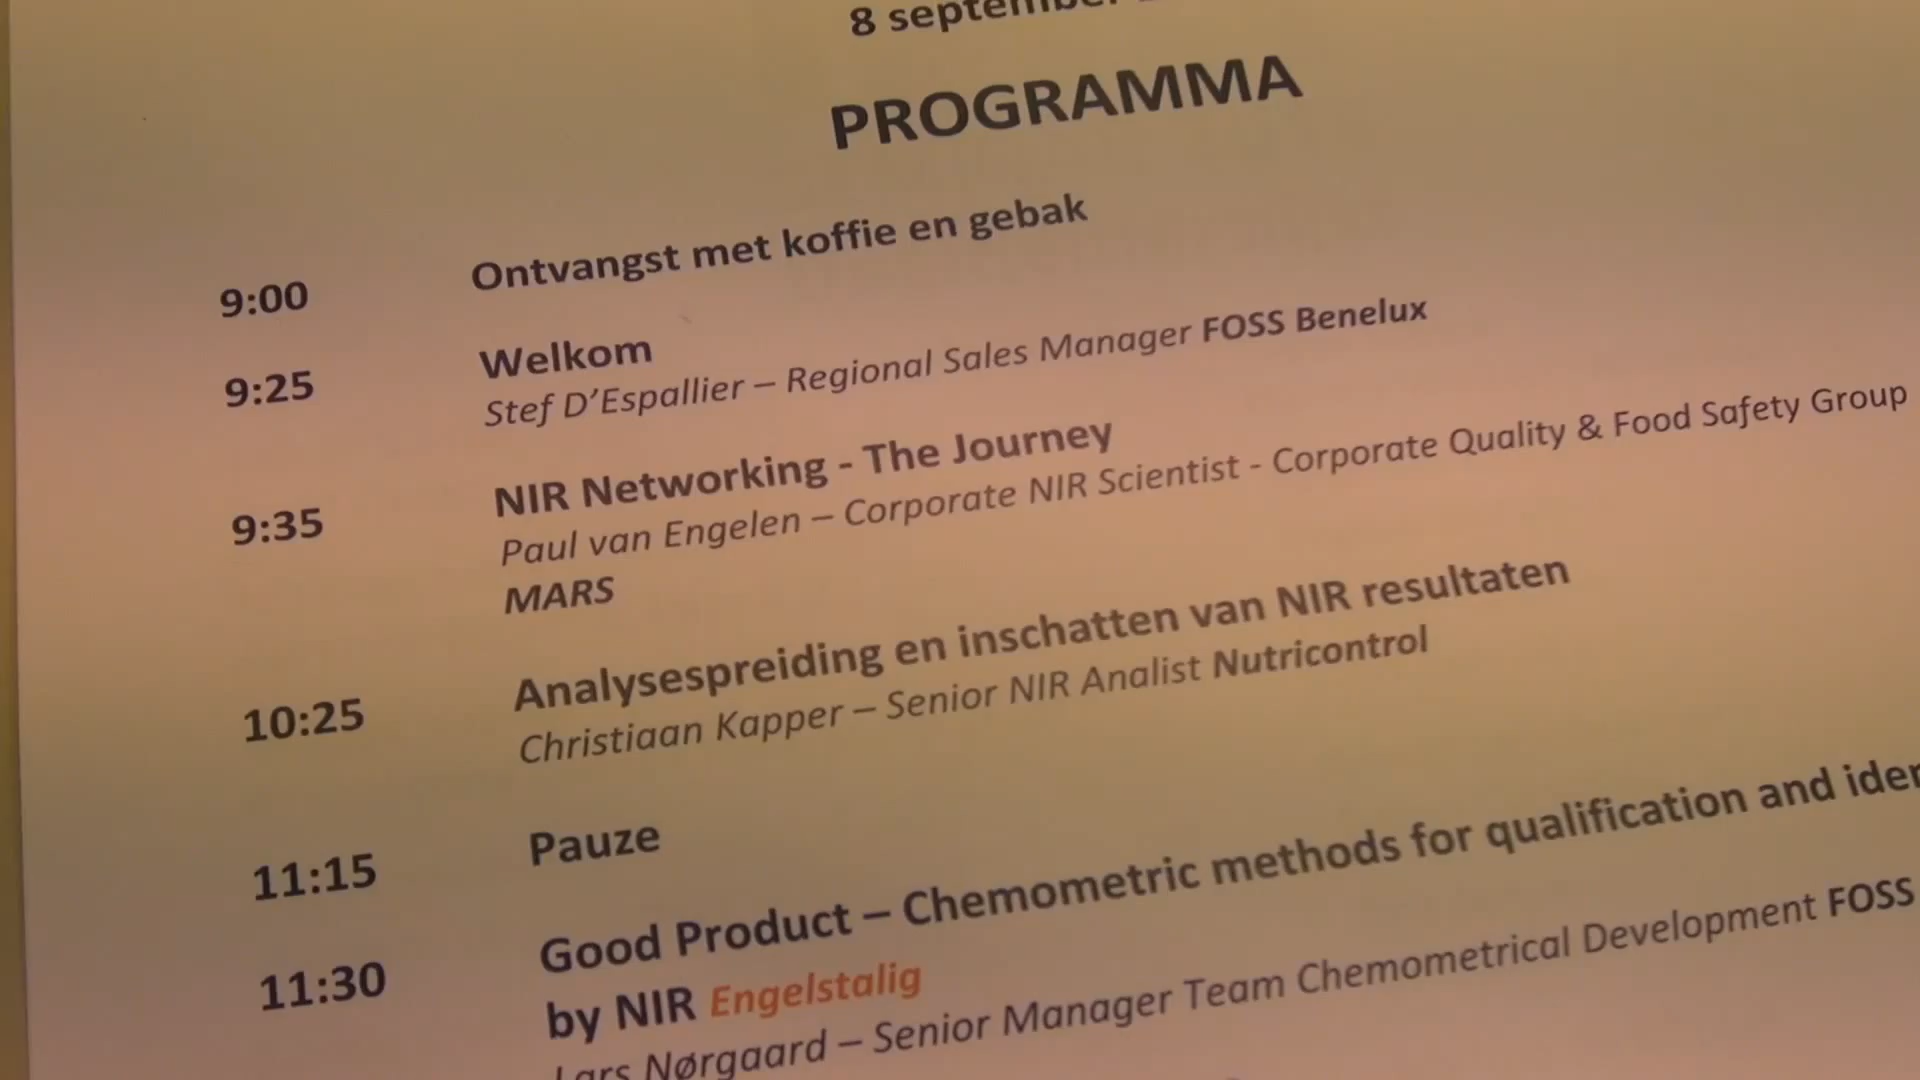 8 september
PROGRAMMA
9:00 Ontvangst met koffie en gebak
9:25 Welkom
Stef D'Espallier – Regional Sales Manager FOSS Benelux
9:35 NIR Networking - The Journey
Paul van Engelen – Corporate NIR Scientist - Corporate Quality & Food Safety Group
MARS
10:25 Analysespreiding en inschatten van NIR resultaten
Christiaan Kapper – Senior NIR Analist Nutricontrol
11:15 Pauze
11:30 Good Product – Chemometric methods for qualification and
by NIR Engelstalig
Lars Nørgaard – Senior Manager Team Chemometrical Development FOSS